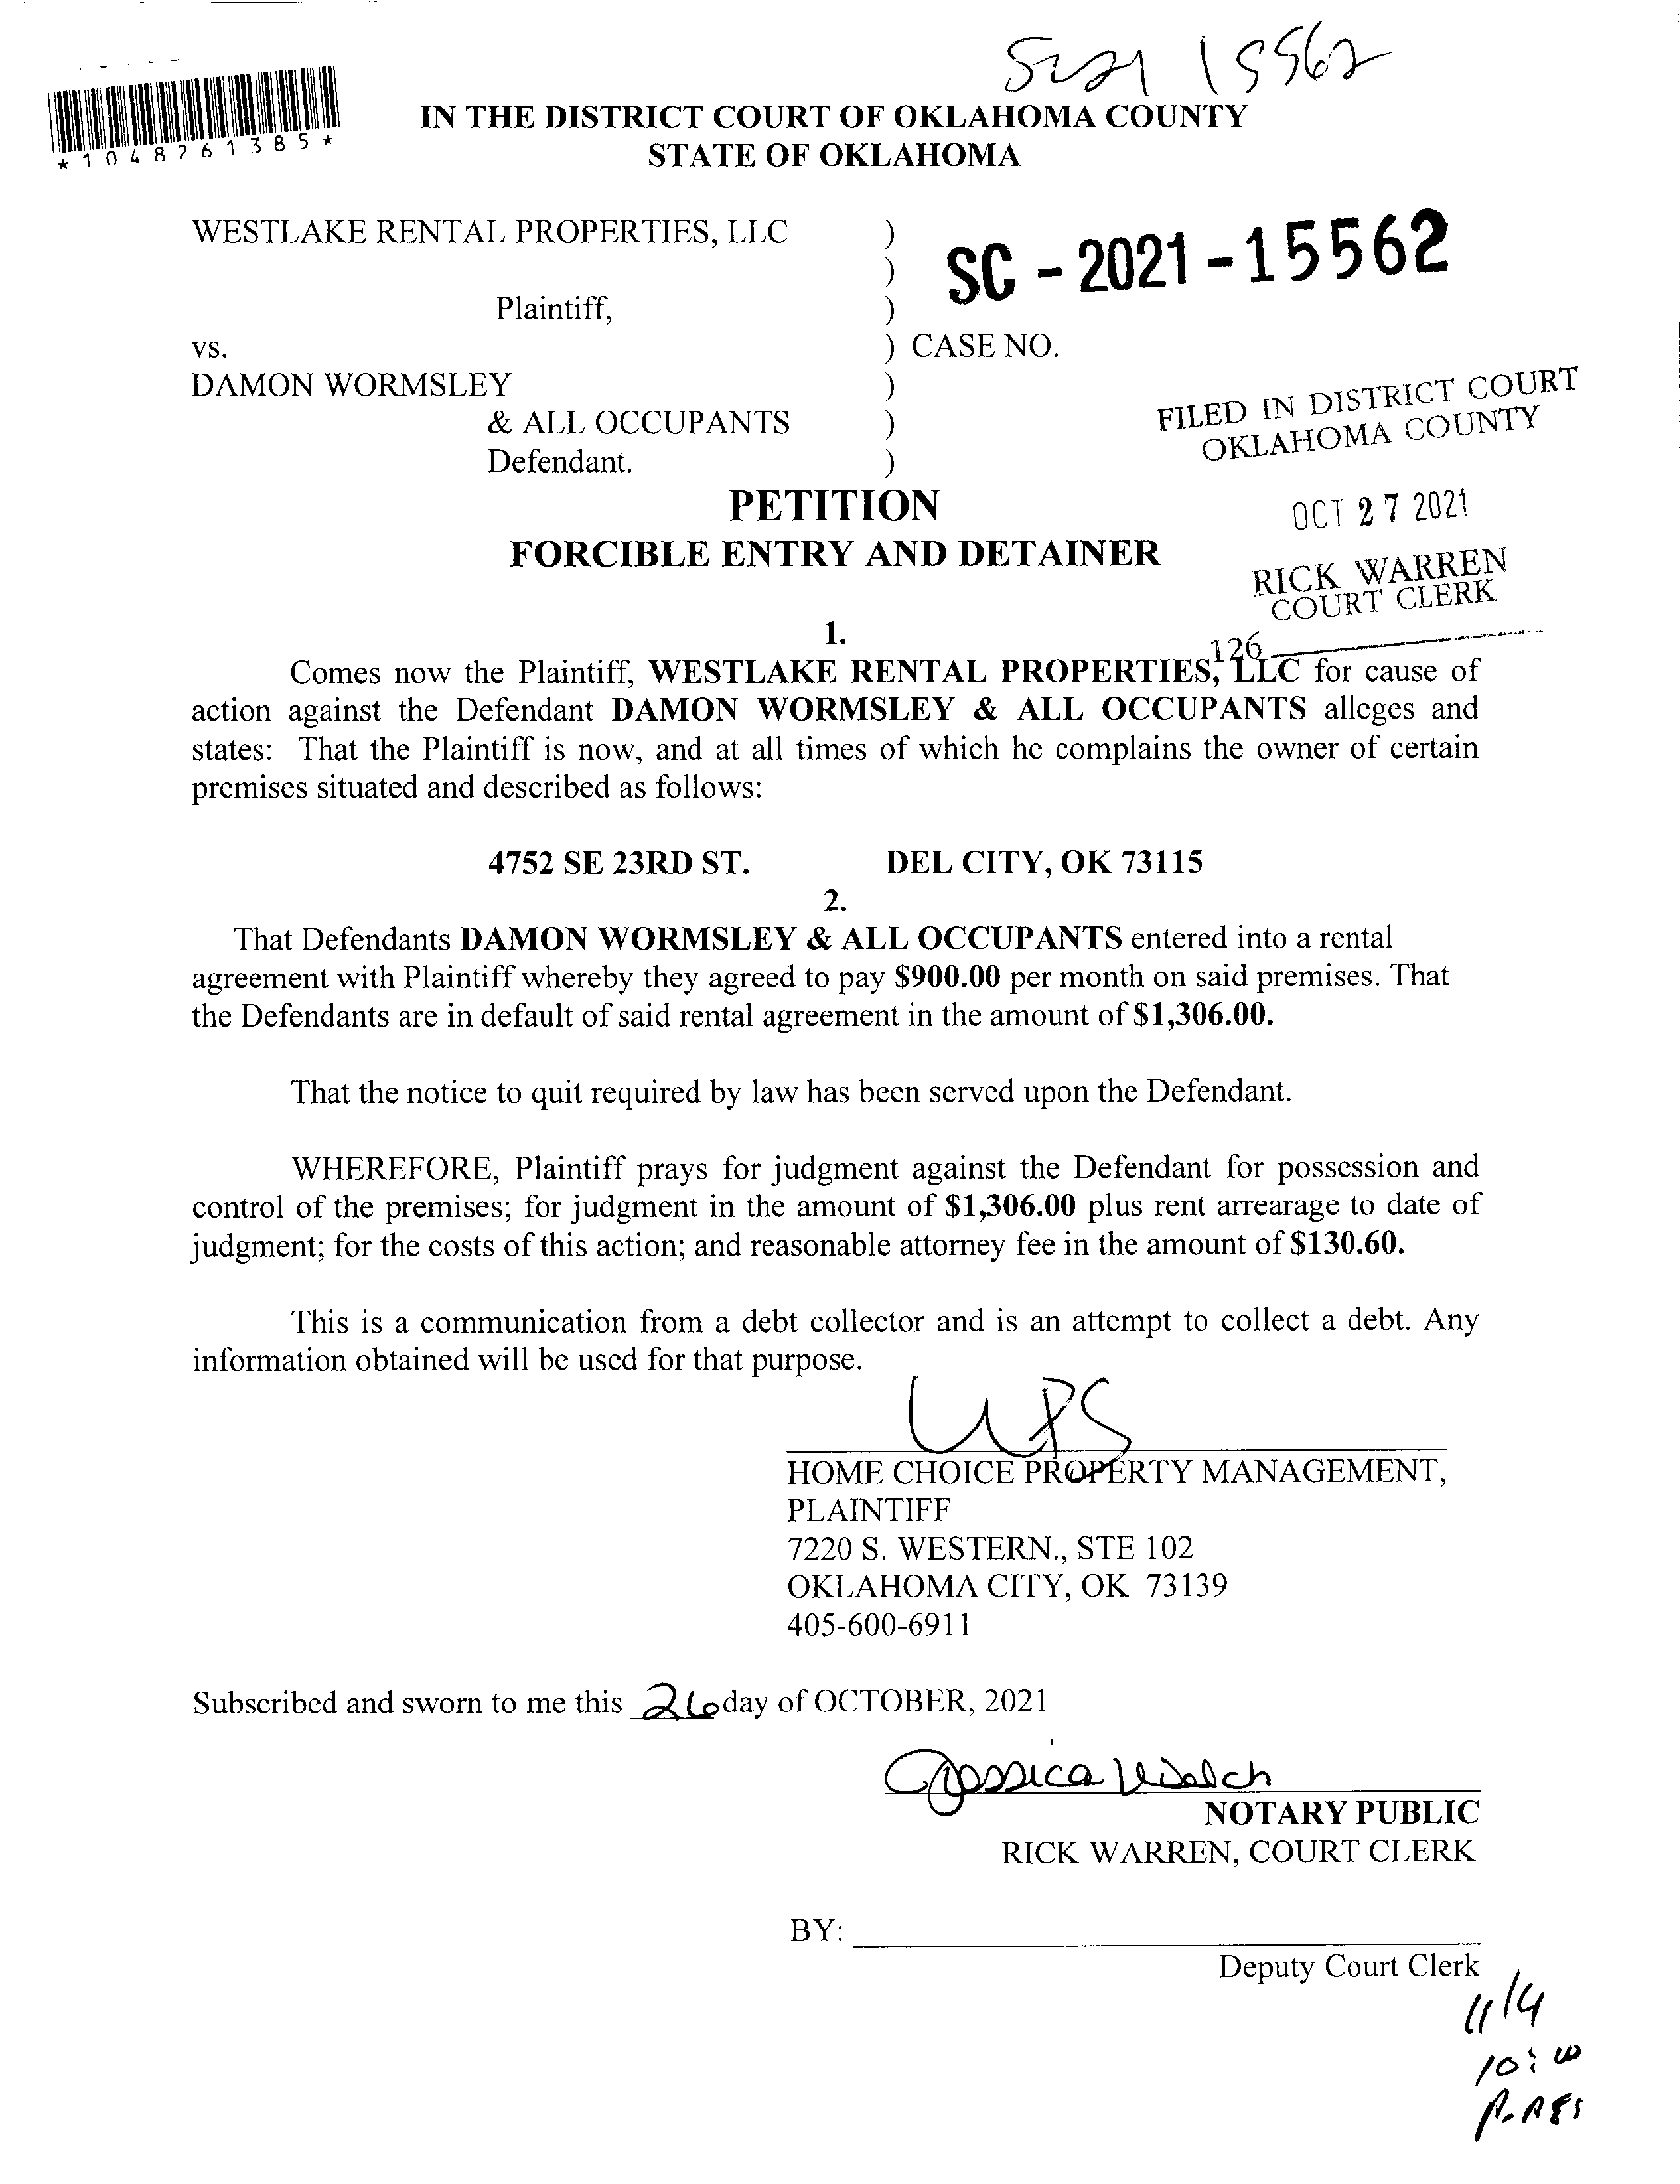 *1048761385*
IN THE DISTRICT COURT OF OKLAHOMA COUNTY
STATE OF OKLAHOMA
WESTLAKE RENTAL PROPERTIES, LLC )
)
SC - 2021 - 15562
Plaintiff, )
vs. ) CASE NO.
DAMON WORMSLEY )
& ALL OCCUPANTS )
Defendant. )
FILED IN DISTRICT COURT
OKLAHOMA COUNTY
OCT 27 2021
RICK WARREN
COURT CLERK
126
PETITION
FORCIBLE ENTRY AND DETAINER
1.
Comes now the Plaintiff, WESTLAKE RENTAL PROPERTIES, LLC for cause of
action against the Defendant DAMON WORMSLEY & ALL OCCUPANTS alleges and
states: That the Plaintiff is now, and at all times of which he complains the owner of certain
premises situated and described as follows:
4752 SE 23RD ST. DEL CITY, OK 73115
2.
That Defendants DAMON WORMSLEY & ALL OCCUPANTS entered into a rental
agreement with Plaintiff whereby they agreed to pay $900.00 per month on said premises. That
the Defendants are in default of said rental agreement in the amount of $1,306.00.
That the notice to quit required by law has been served upon the Defendant.
WHEREFORE, Plaintiff prays for judgment against the Defendant for possession and
control of the premises; for judgment in the amount of $1,306.00 plus rent arrearage to date of
judgment; for the costs of this action; and reasonable attorney fee in the amount of $130.60.
This is a communication from a debt collector and is an attempt to collect a debt. Any
information obtained will be used for that purpose.
HOME CHOICE PROPERTY MANAGEMENT,
PLAINTIFF
7220 S. WESTERN., STE 102
OKLAHOMA CITY, OK 73139
405-600-6911
Subscribed and sworn to me this 26 day of OCTOBER, 2021
Jessica Welch
NOTARY PUBLIC
RICK WARREN, COURT CLERK
BY:
Deputy Court Clerk
11/4
10:00